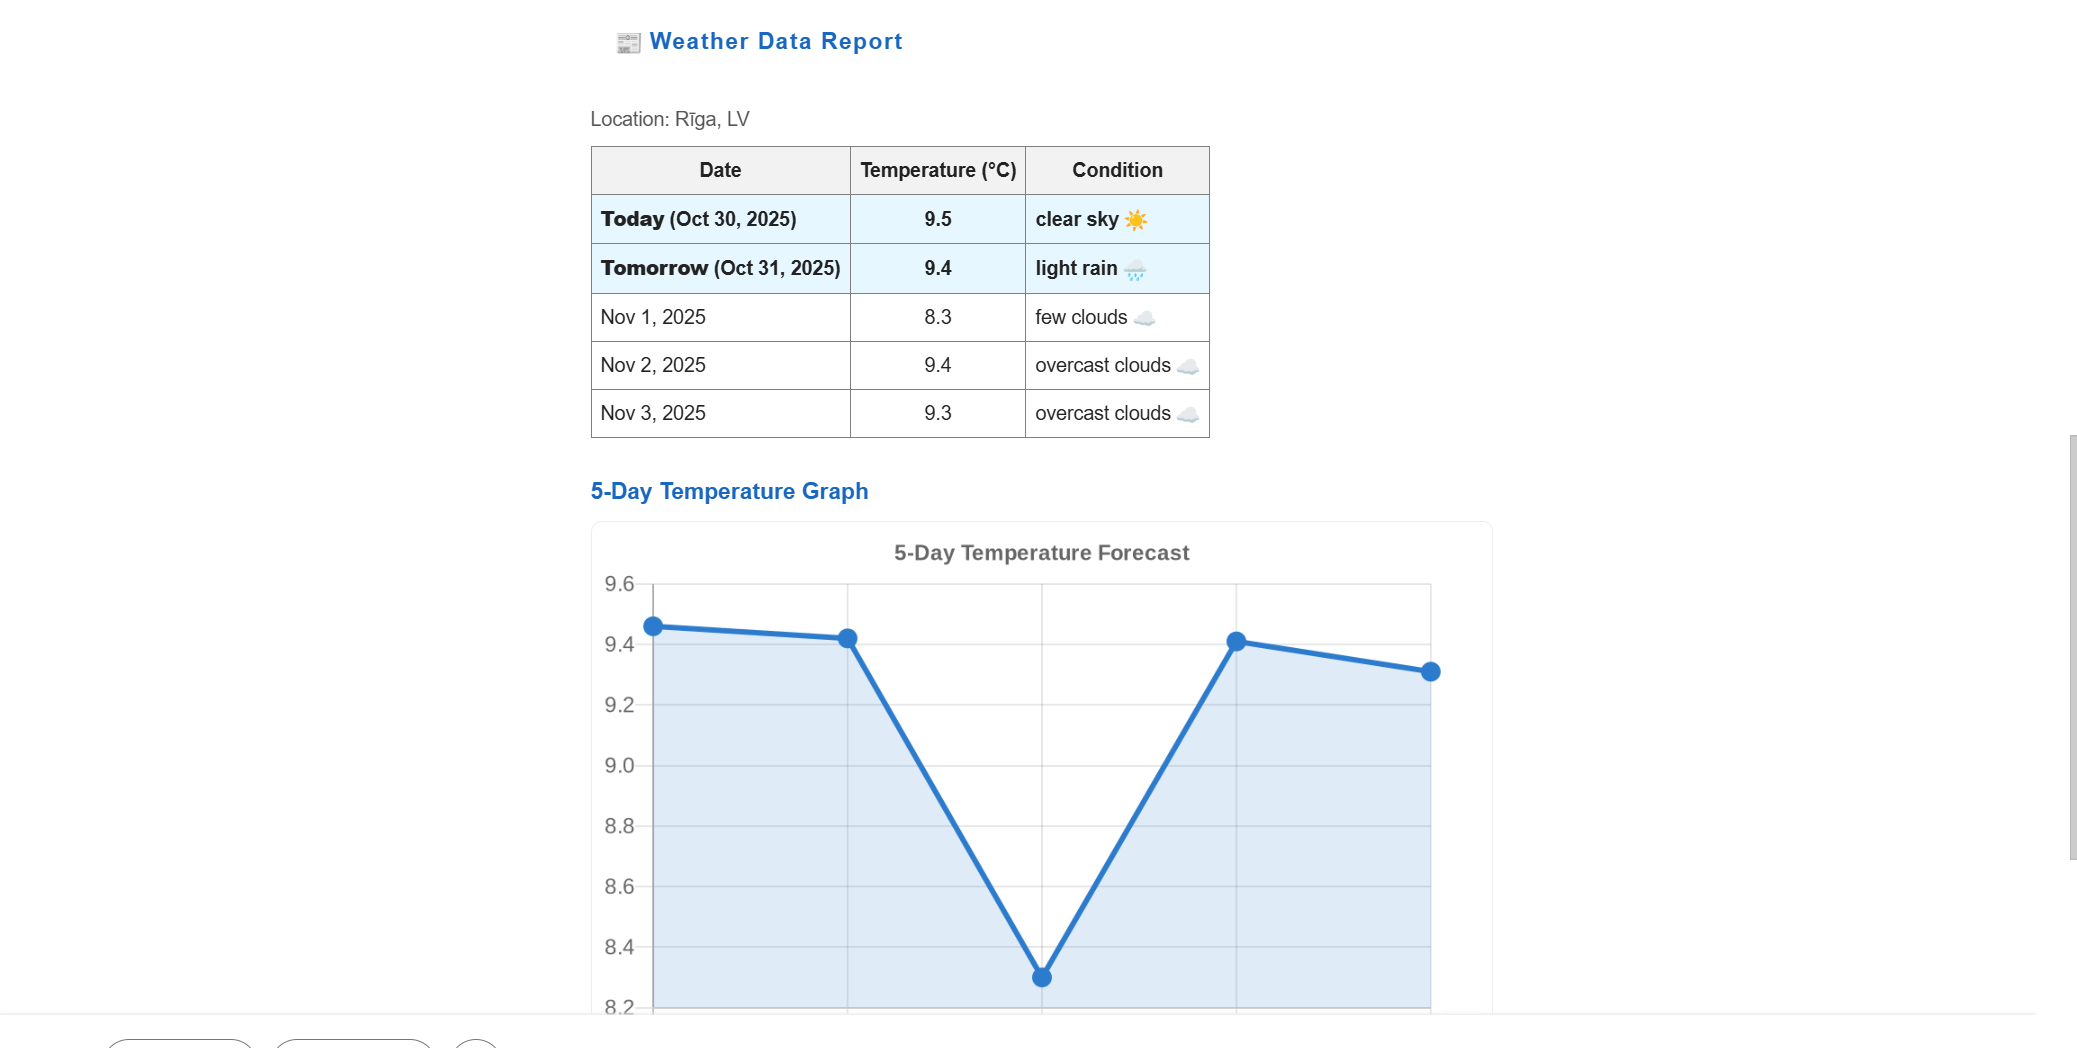 Weather Data Report
Location: Rīga, LV
Date Temperature (°C) Condition
Today (Oct 30, 2025) 9.5 clear sky ☀️
Tomorrow (Oct 31, 2025) 9.4 light rain 🌧️
Nov 1, 2025 8.3 few clouds ☁️
Nov 2, 2025 9.4 overcast clouds ☁️
Nov 3, 2025 9.3 overcast clouds ☁️
5-Day Temperature Graph
5-Day Temperature Forecast
9.6
9.4
9.2
9.0
8.8
8.6
8.4
8.2